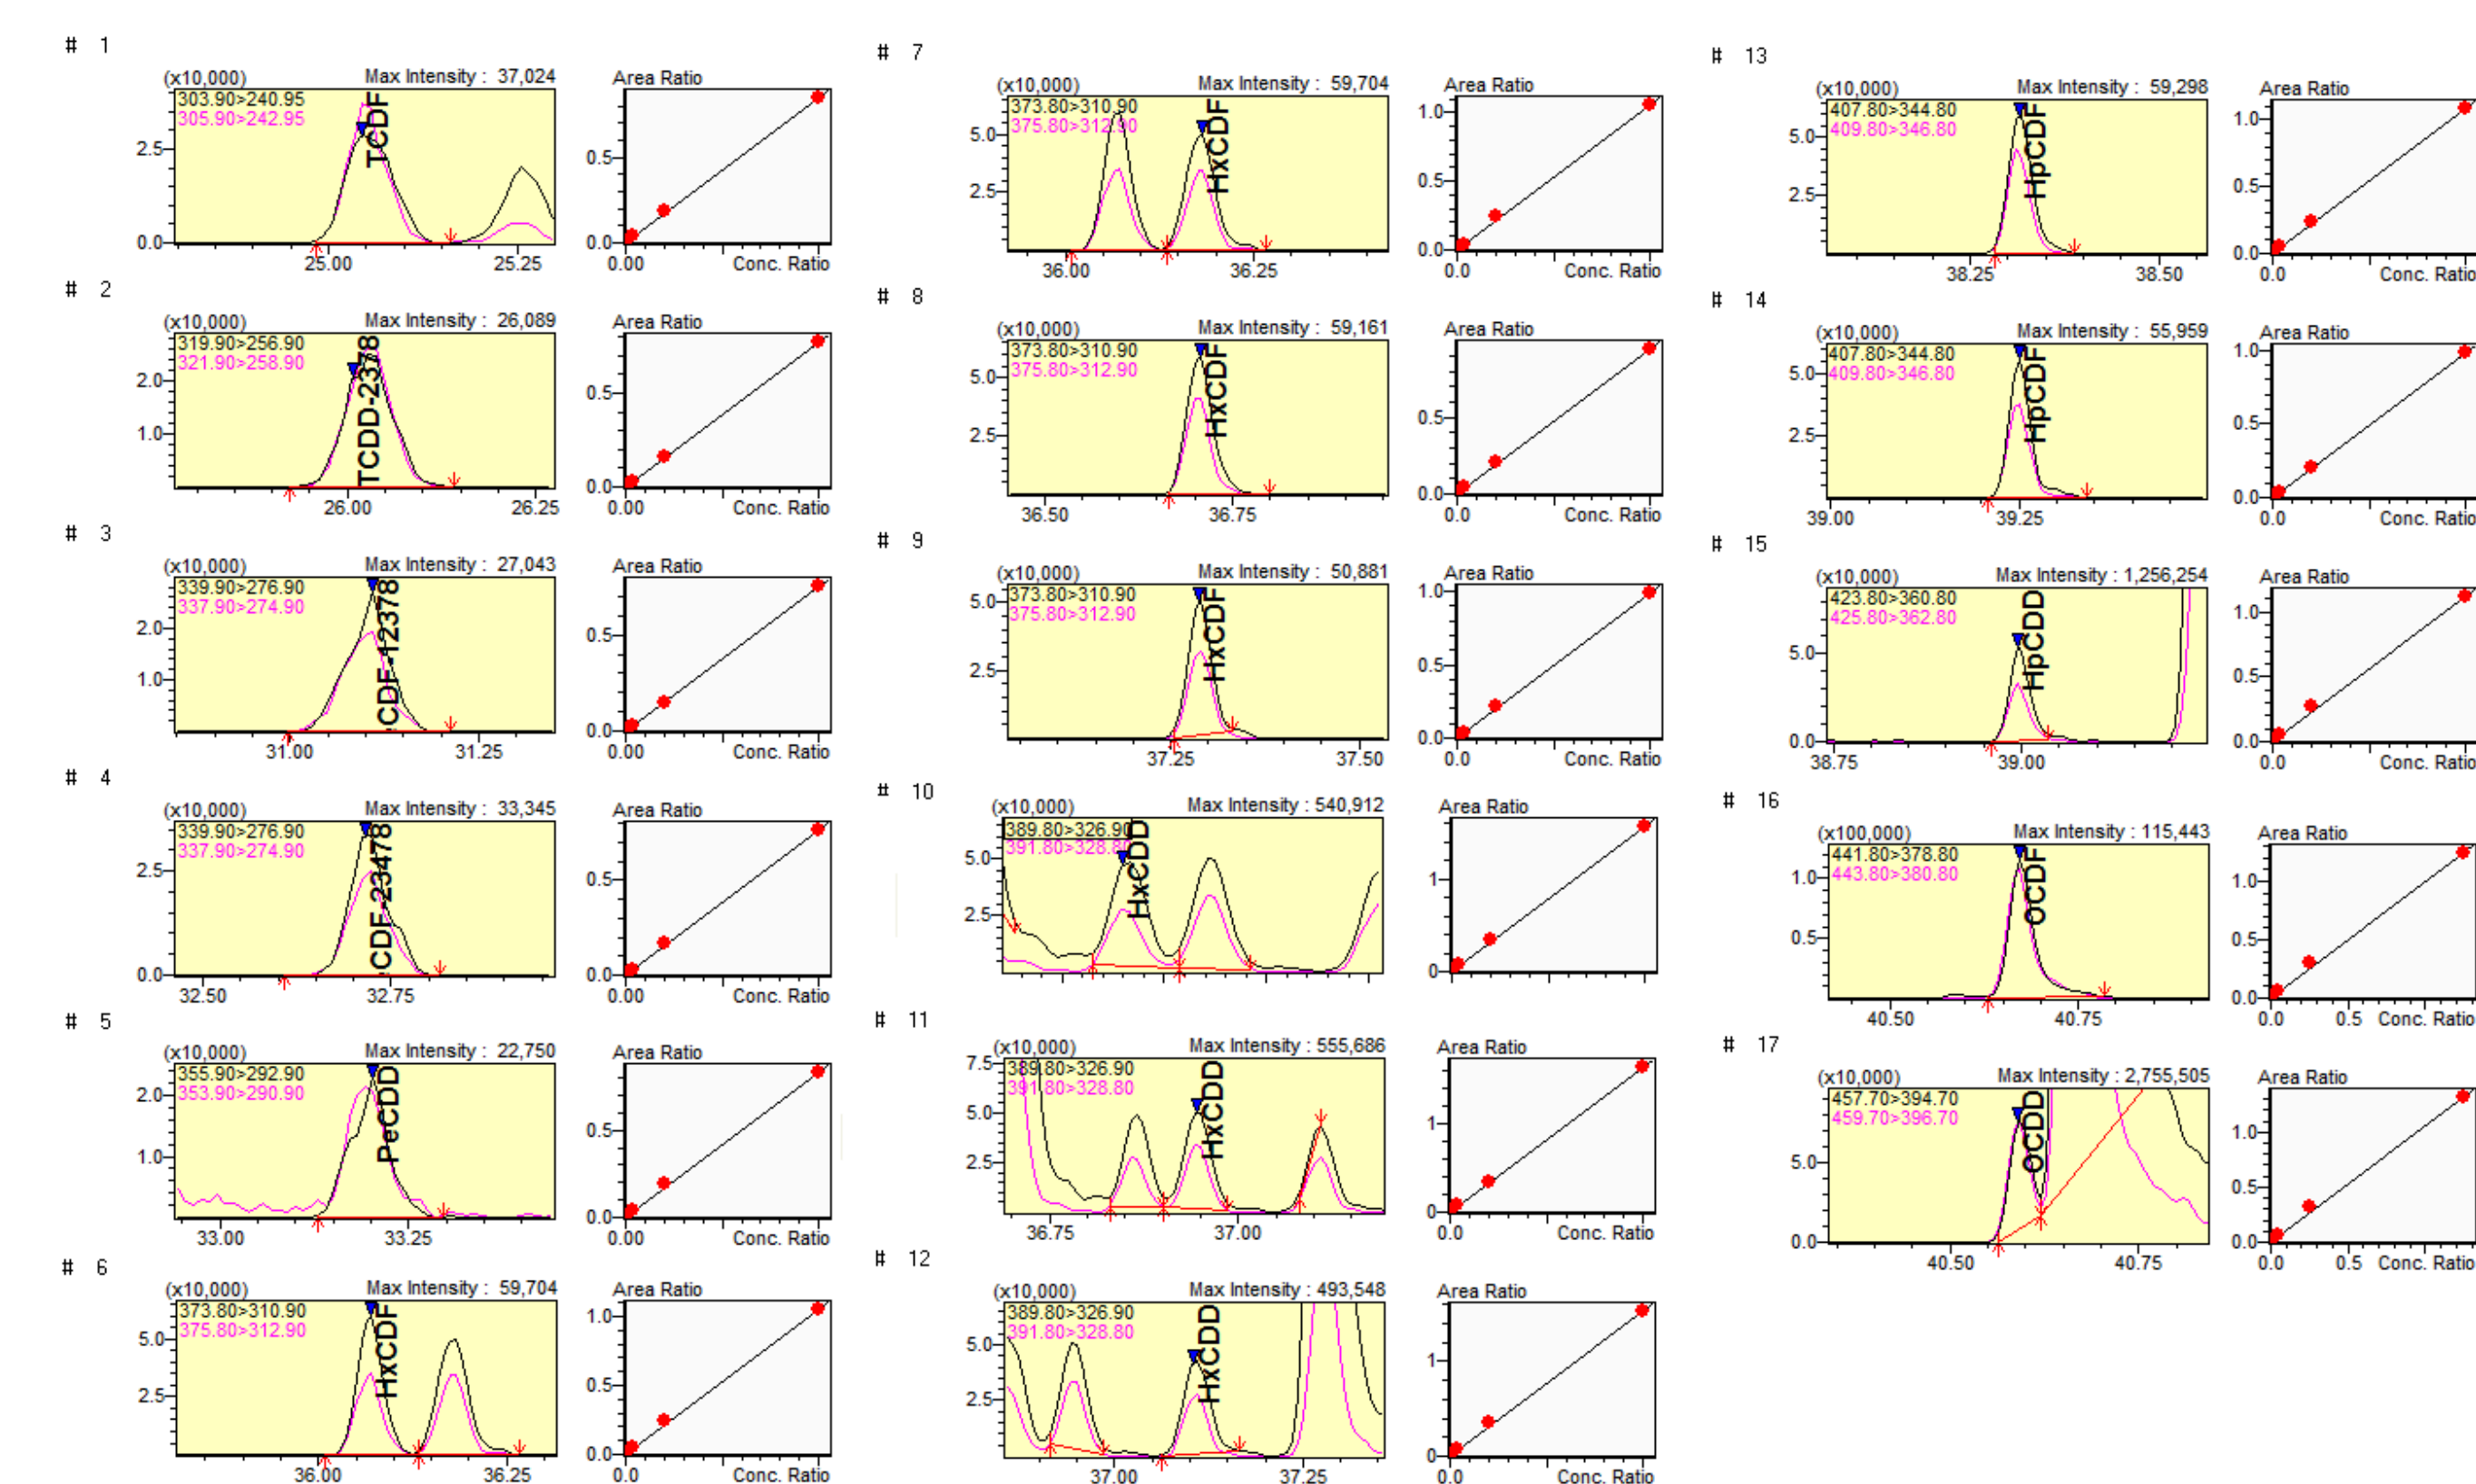 # 1
(x10,000) Max Intensity : 37,024
303.90>240.95
305.90>242.95
TCDF
2.5
0.0
25.00 25.25
Area Ratio
0.5
0.0
0.00 Conc. Ratio
# 2
(x10,000) Max Intensity : 26,089
319.90>256.90
321.90>258.90
TCDD-2378
2.0
1.0
26.00 26.25
Area Ratio
0.5
0.0
0.00 Conc. Ratio
# 3
(x10,000) Max Intensity : 27,043
339.90>276.90
337.90>274.90
CDF-12378
2.0
1.0
31.00 31.25
Area Ratio
0.5
0.0
0.00 Conc. Ratio
# 4
(x10,000) Max Intensity : 33,345
339.90>276.90
337.90>274.90
CDF-23478
2.5
0.0
32.50 32.75
Area Ratio
0.5
0.0
0.00 Conc. Ratio
# 5
(x10,000) Max Intensity : 22,750
355.90>292.90
353.90>290.90
PeCDD
2.0
1.0
33.00 33.25
Area Ratio
0.5
0.0
0.00 Conc. Ratio
# 6
(x10,000) Max Intensity : 59,704
373.80>310.90
375.80>312.90
HxCDF
5.0
2.5
36.00 36.25
Area Ratio
1.0
0.5
0.0
0.0 Conc. Ratio
# 7
(x10,000) Max Intensity : 59,704
373.80>310.90
375.80>312.90
HxCDF
5.0
2.5
36.00 36.25
Area Ratio
1.0
0.5
0.0
0.0 Conc. Ratio
# 8
(x10,000) Max Intensity : 59,161
373.80>310.90
375.80>312.90
HxCDF
5.0
2.5
36.50 36.75
Area Ratio
0.5
0.0
0.0 Conc. Ratio
# 9
(x10,000) Max Intensity : 50,881
373.80>310.90
375.80>312.90
HxCDF
5.0
2.5
37.25 37.50
Area Ratio
1.0
0.5
0.0
0.0 Conc. Ratio
# 10
(x10,000) Max Intensity : 540,912
389.80>326.90
391.80>328.80
HxCDD
5.0
2.5
Area Ratio
1
0
# 11
(x10,000) Max Intensity : 555,686
389.80>326.90
391.80>328.80
HxCDD
7.5
5.0
2.5
36.75 37.00
Area Ratio
1
0
0.0 Conc. Ratio
# 12
(x10,000) Max Intensity : 493,548
389.80>326.90
391.80>328.80
HxCDD
5.0
2.5
37.00 37.25
Area Ratio
1
0
0.0 Conc. Ratio
# 13
(x10,000) Max Intensity : 59,298
407.80>344.80
409.80>346.80
HpCDF
5.0
2.5
38.25 38.50
Area Ratio
1.0
0.5
0.0
0.0 Conc. Ratio
# 14
(x10,000) Max Intensity : 55,959
407.80>344.80
409.80>346.80
HpCDF
5.0
2.5
39.00 39.25
Area Ratio
1.0
0.5
0.0
0.0 Conc. Ratio
# 15
(x10,000) Max Intensity : 1,256,254
423.80>360.80
425.80>362.80
HpCDD
5.0
0.0
38.75 39.00
Area Ratio
1.0
0.5
0.0
0.0 Conc. Ratio
# 16
(x100,000) Max Intensity : 115,443
441.80>378.80
443.80>380.80
OCDF
1.0
0.5
40.50 40.75
Area Ratio
1.0
0.5
0.0
0.0 0.5 Conc. Ratio
# 17
(x10,000) Max Intensity : 2,755,505
457.70>394.70
459.70>396.70
OCDD
5.0
0.0
40.50 40.75
Area Ratio
1.0
0.5
0.0
0.0 0.5 Conc. Ratio